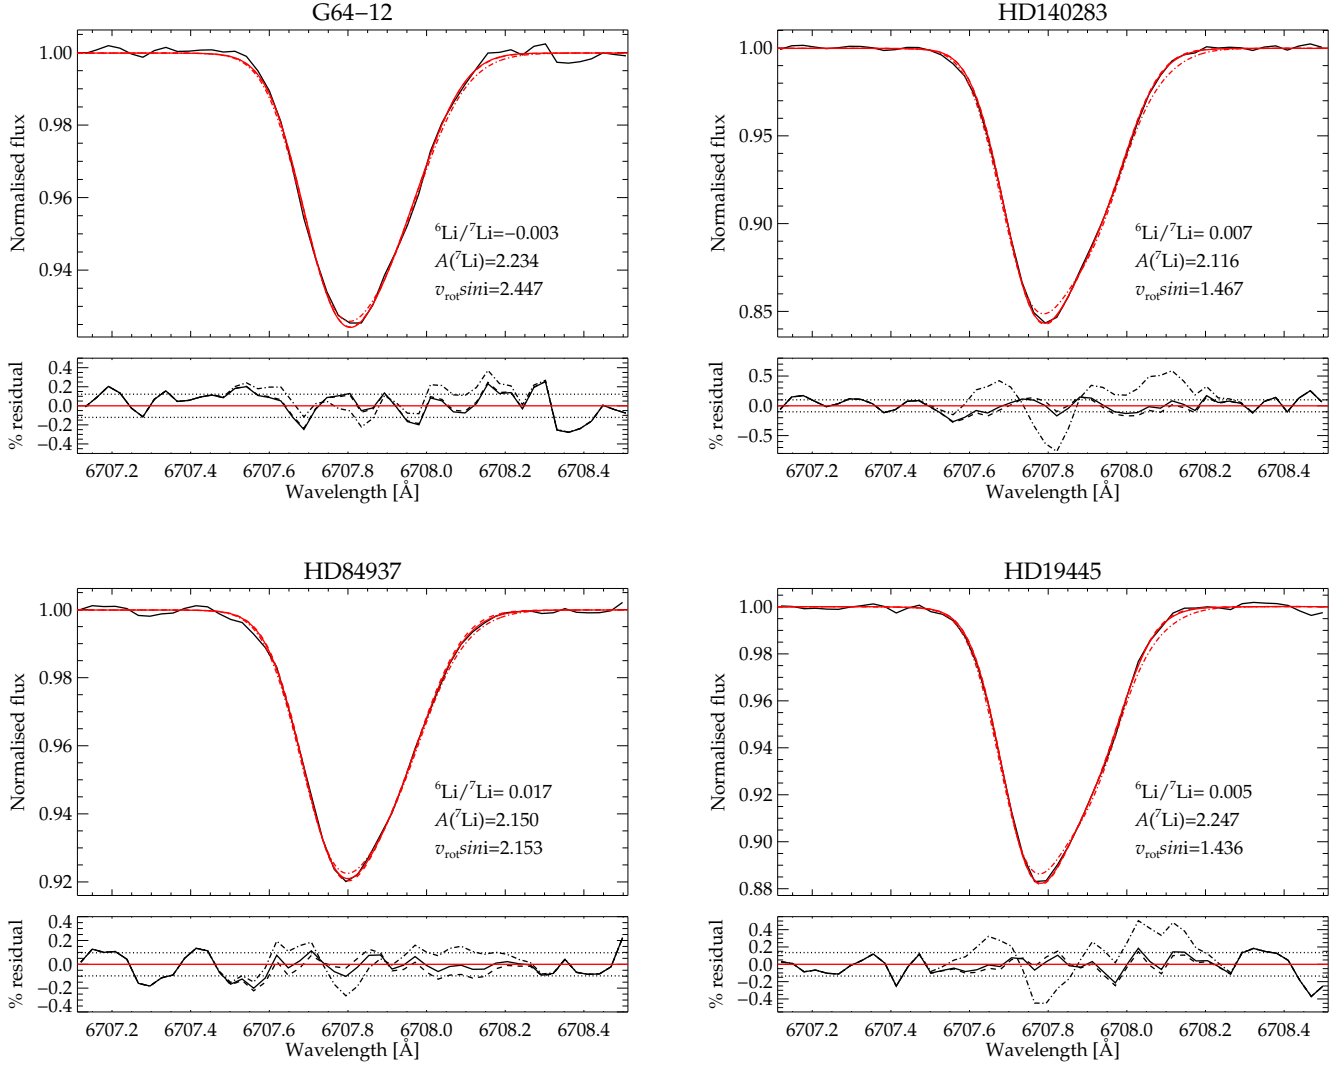 G64−12
1.00
0.98
0.96
0.94
Normalised flux
⁶Li/⁷Li=−0.003
A(⁷Li)=2.234
v_rot sini=2.447
0.4
0.2
0.0
−0.2
−0.4
% residual
6707.2 6707.4 6707.6 6707.8 6708.0 6708.2 6708.4
Wavelength [Å]
HD140283
1.00
0.95
0.90
0.85
Normalised flux
⁶Li/⁷Li= 0.007
A(⁷Li)=2.116
v_rot sini=1.467
0.5
0.0
−0.5
% residual
6707.2 6707.4 6707.6 6707.8 6708.0 6708.2 6708.4
Wavelength [Å]
HD84937
1.00
0.98
0.96
0.94
0.92
Normalised flux
⁶Li/⁷Li= 0.017
A(⁷Li)=2.150
v_rot sini=2.153
0.4
0.2
0.0
−0.2
−0.4
% residual
6707.2 6707.4 6707.6 6707.8 6708.0 6708.2 6708.4
Wavelength [Å]
HD19445
1.00
0.98
0.96
0.94
0.92
0.90
0.88
Normalised flux
⁶Li/⁷Li= 0.005
A(⁷Li)=2.247
v_rot sini=1.436
0.4
0.2
0.0
−0.2
−0.4
% residual
6707.2 6707.4 6707.6 6707.8 6708.0 6708.2 6708.4
Wavelength [Å]